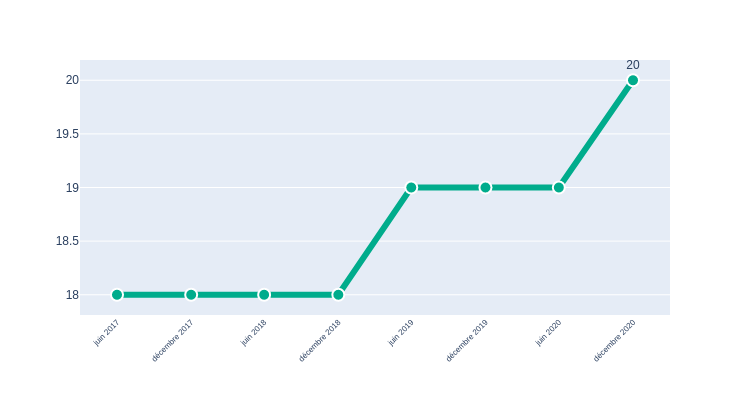 20
20
19.5
19
18.5
18
juin 2017
décembre 2017
juin 2018
décembre 2018
juin 2019
décembre 2019
juin 2020
décembre 2020